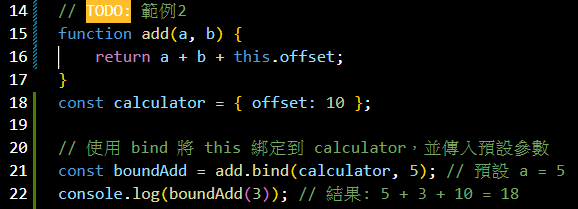 14 // TODO: 範例2
15 function add(a, b) {
16     return a + b + this.offset;
17 }
18 const calculator = { offset: 10 };
19
20 // 使用 bind 將 this 綁定到 calculator，並傳入預設參數
21 const boundAdd = add.bind(calculator, 5); // 預設 a = 5
22 console.log(boundAdd(3)); // 結果: 5 + 3 + 10 = 18